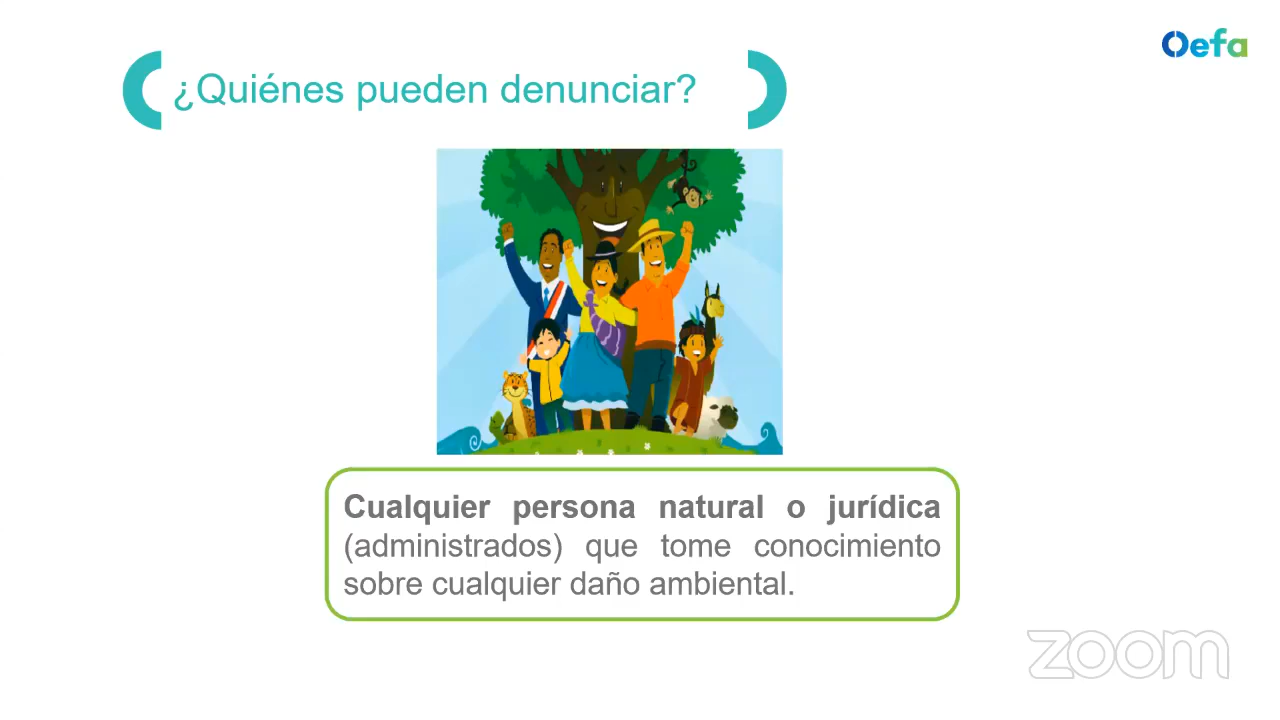 Oefa
¿Quiénes pueden denunciar?
Cualquier persona natural o jurídica
(administrados) que tome conocimiento
sobre cualquier daño ambiental.
zoom